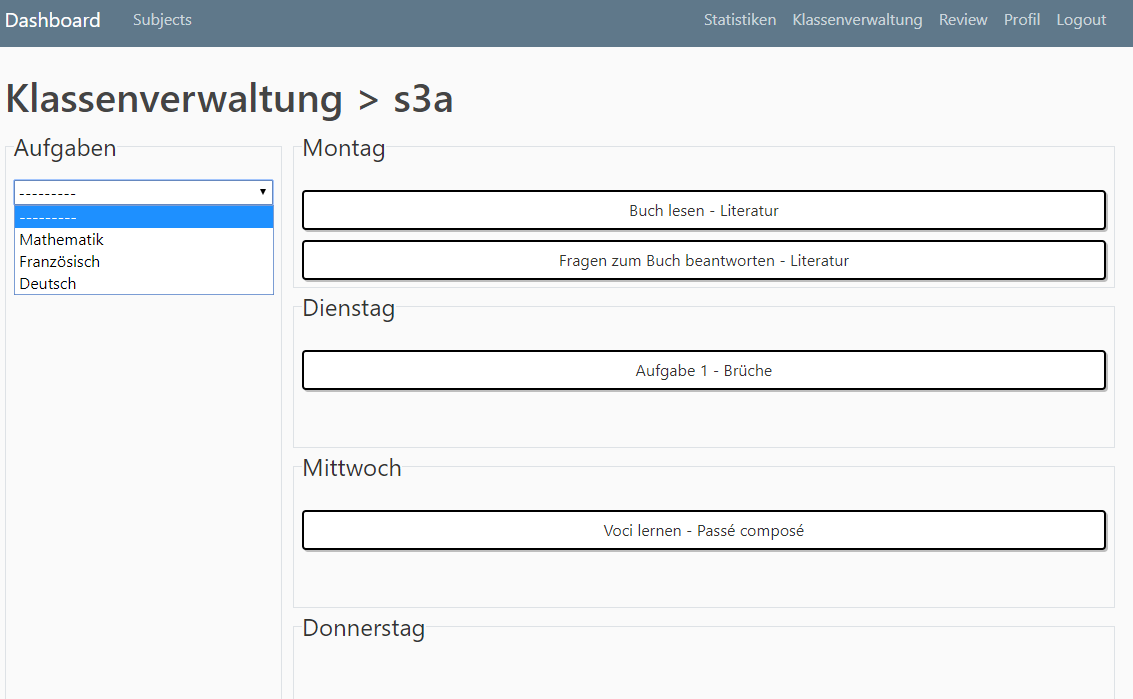 Dashboard Subjects Statistiken Klassenverwaltung Review Profil Logout
Klassenverwaltung > s3a
Aufgaben
---------
---------
Mathematik
Französisch
Deutsch
Montag
Buch lesen - Literatur
Fragen zum Buch beantworten - Literatur
Dienstag
Aufgabe 1 - Brüche
Mittwoch
Voci lernen - Passé composé
Donnerstag